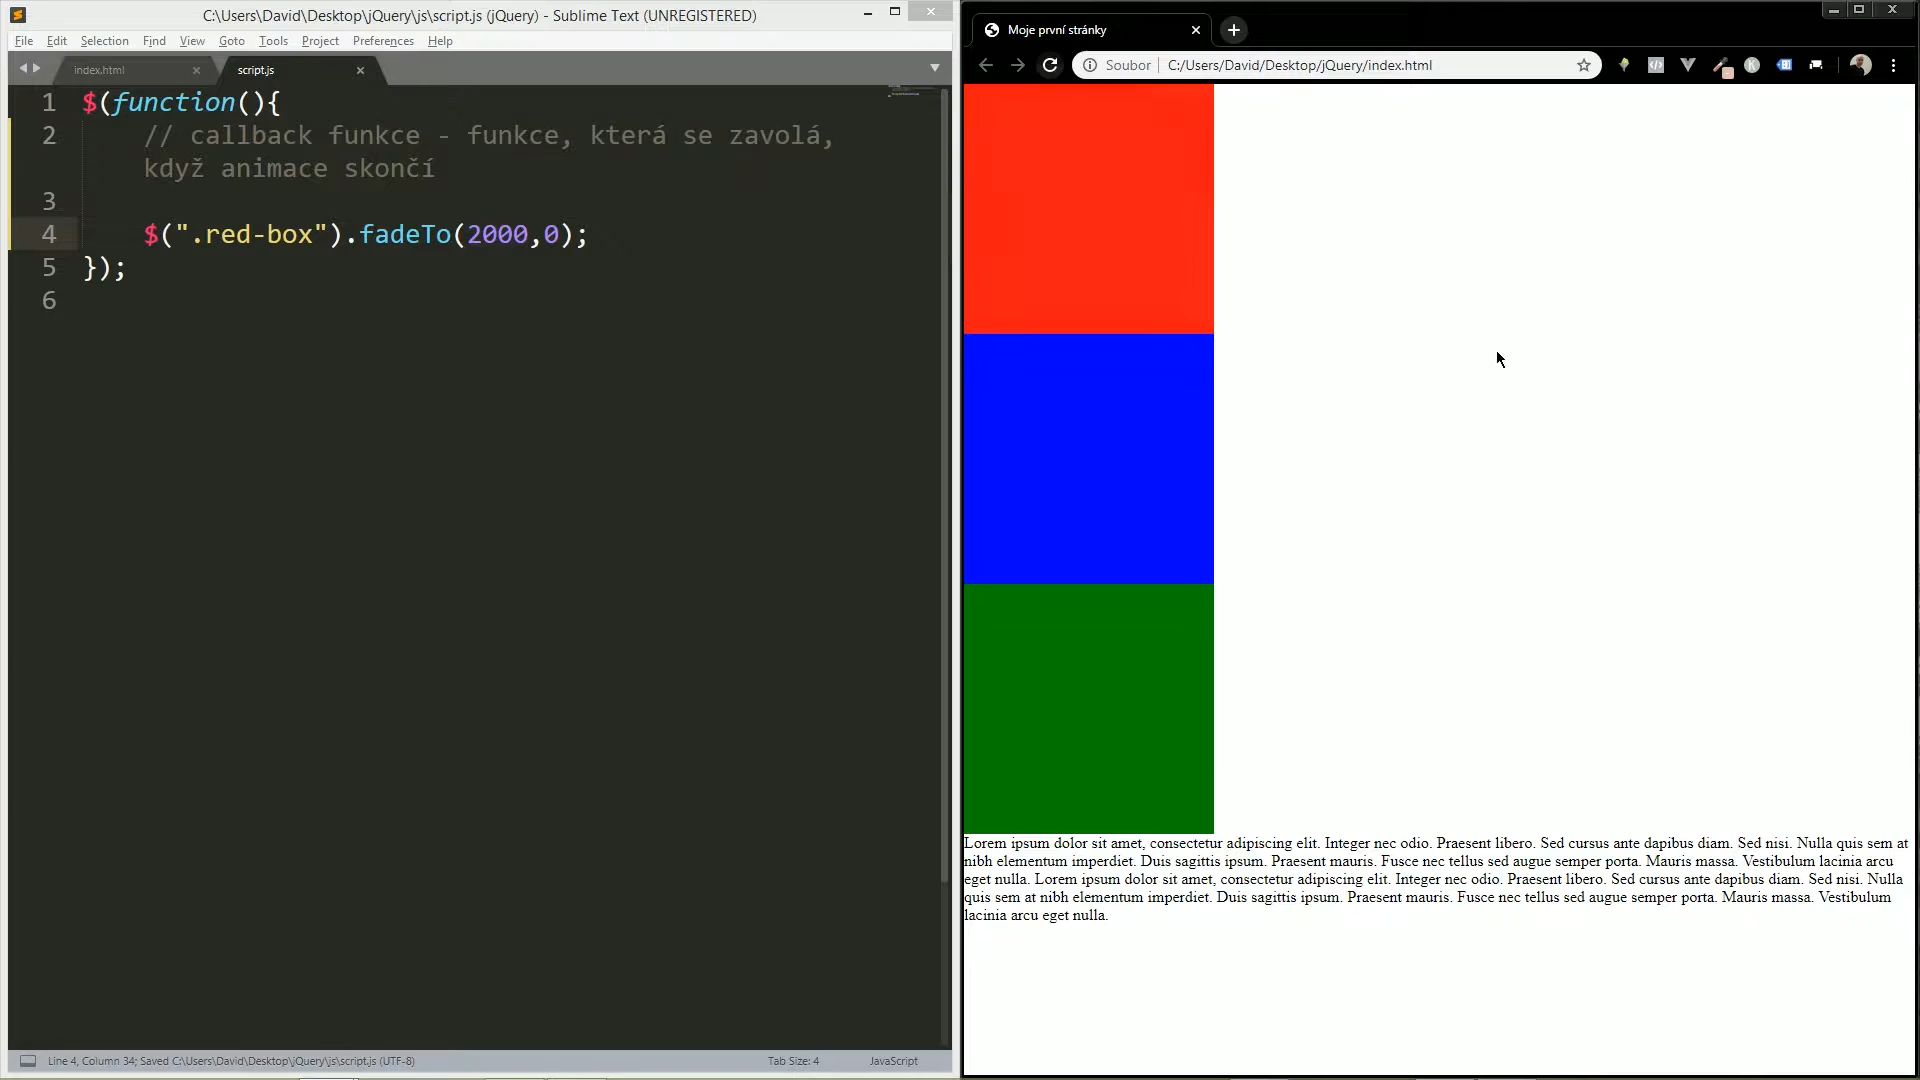 C:\Users\David\Desktop\jQuery\js\script.js (jQuery) - Sublime Text (UNREGISTERED)
File Edit Selection Find View Goto Tools Project Preferences Help
index.html script.js
1 $(function(){
2 // callback funkce - funkce, která se zavolá,
když animace skončí
3
4 $(".red-box").fadeTo(2000,0);
5 });
6
Line 4, Column 34; Saved C:\Users\David\Desktop\jQuery\js\script.js (UTF-8) Tab Size: 4 JavaScript
Moje první stránky
Soubor C:/Users/David/Desktop/jQuery/index.html
Lorem ipsum dolor sit amet, consectetur adipiscing elit. Integer nec odio. Praesent libero. Sed cursus ante dapibus diam. Sed nisi. Nulla quis sem at
nibh elementum imperdiet. Duis sagittis ipsum. Praesent mauris. Fusce nec tellus sed augue semper porta. Mauris massa. Vestibulum lacinia arcu
eget nulla. Lorem ipsum dolor sit amet, consectetur adipiscing elit. Integer nec odio. Praesent libero. Sed cursus ante dapibus diam. Sed nisi. Nulla
quis sem at nibh elementum imperdiet. Duis sagittis ipsum. Praesent mauris. Fusce nec tellus sed augue semper porta. Mauris massa. Vestibulum
lacinia arcu eget nulla.